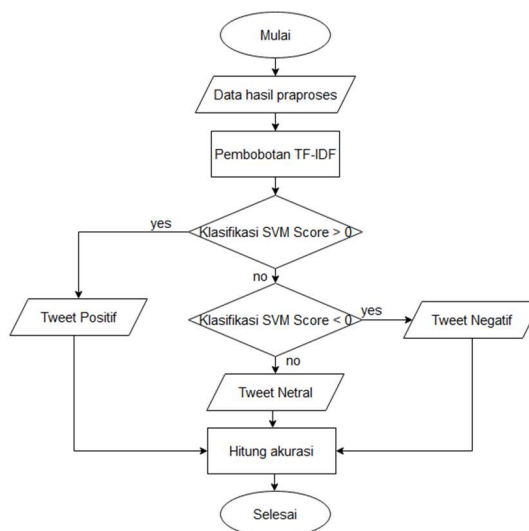 Mulai
Data hasil praproses
Pembobotan TF-IDF
Klasifikasi SVM Score > 0
yes
no
Tweet Positif
Klasifikasi SVM Score < 0
yes
Tweet Negatif
no
Tweet Netral
Hitung akurasi
Selesai